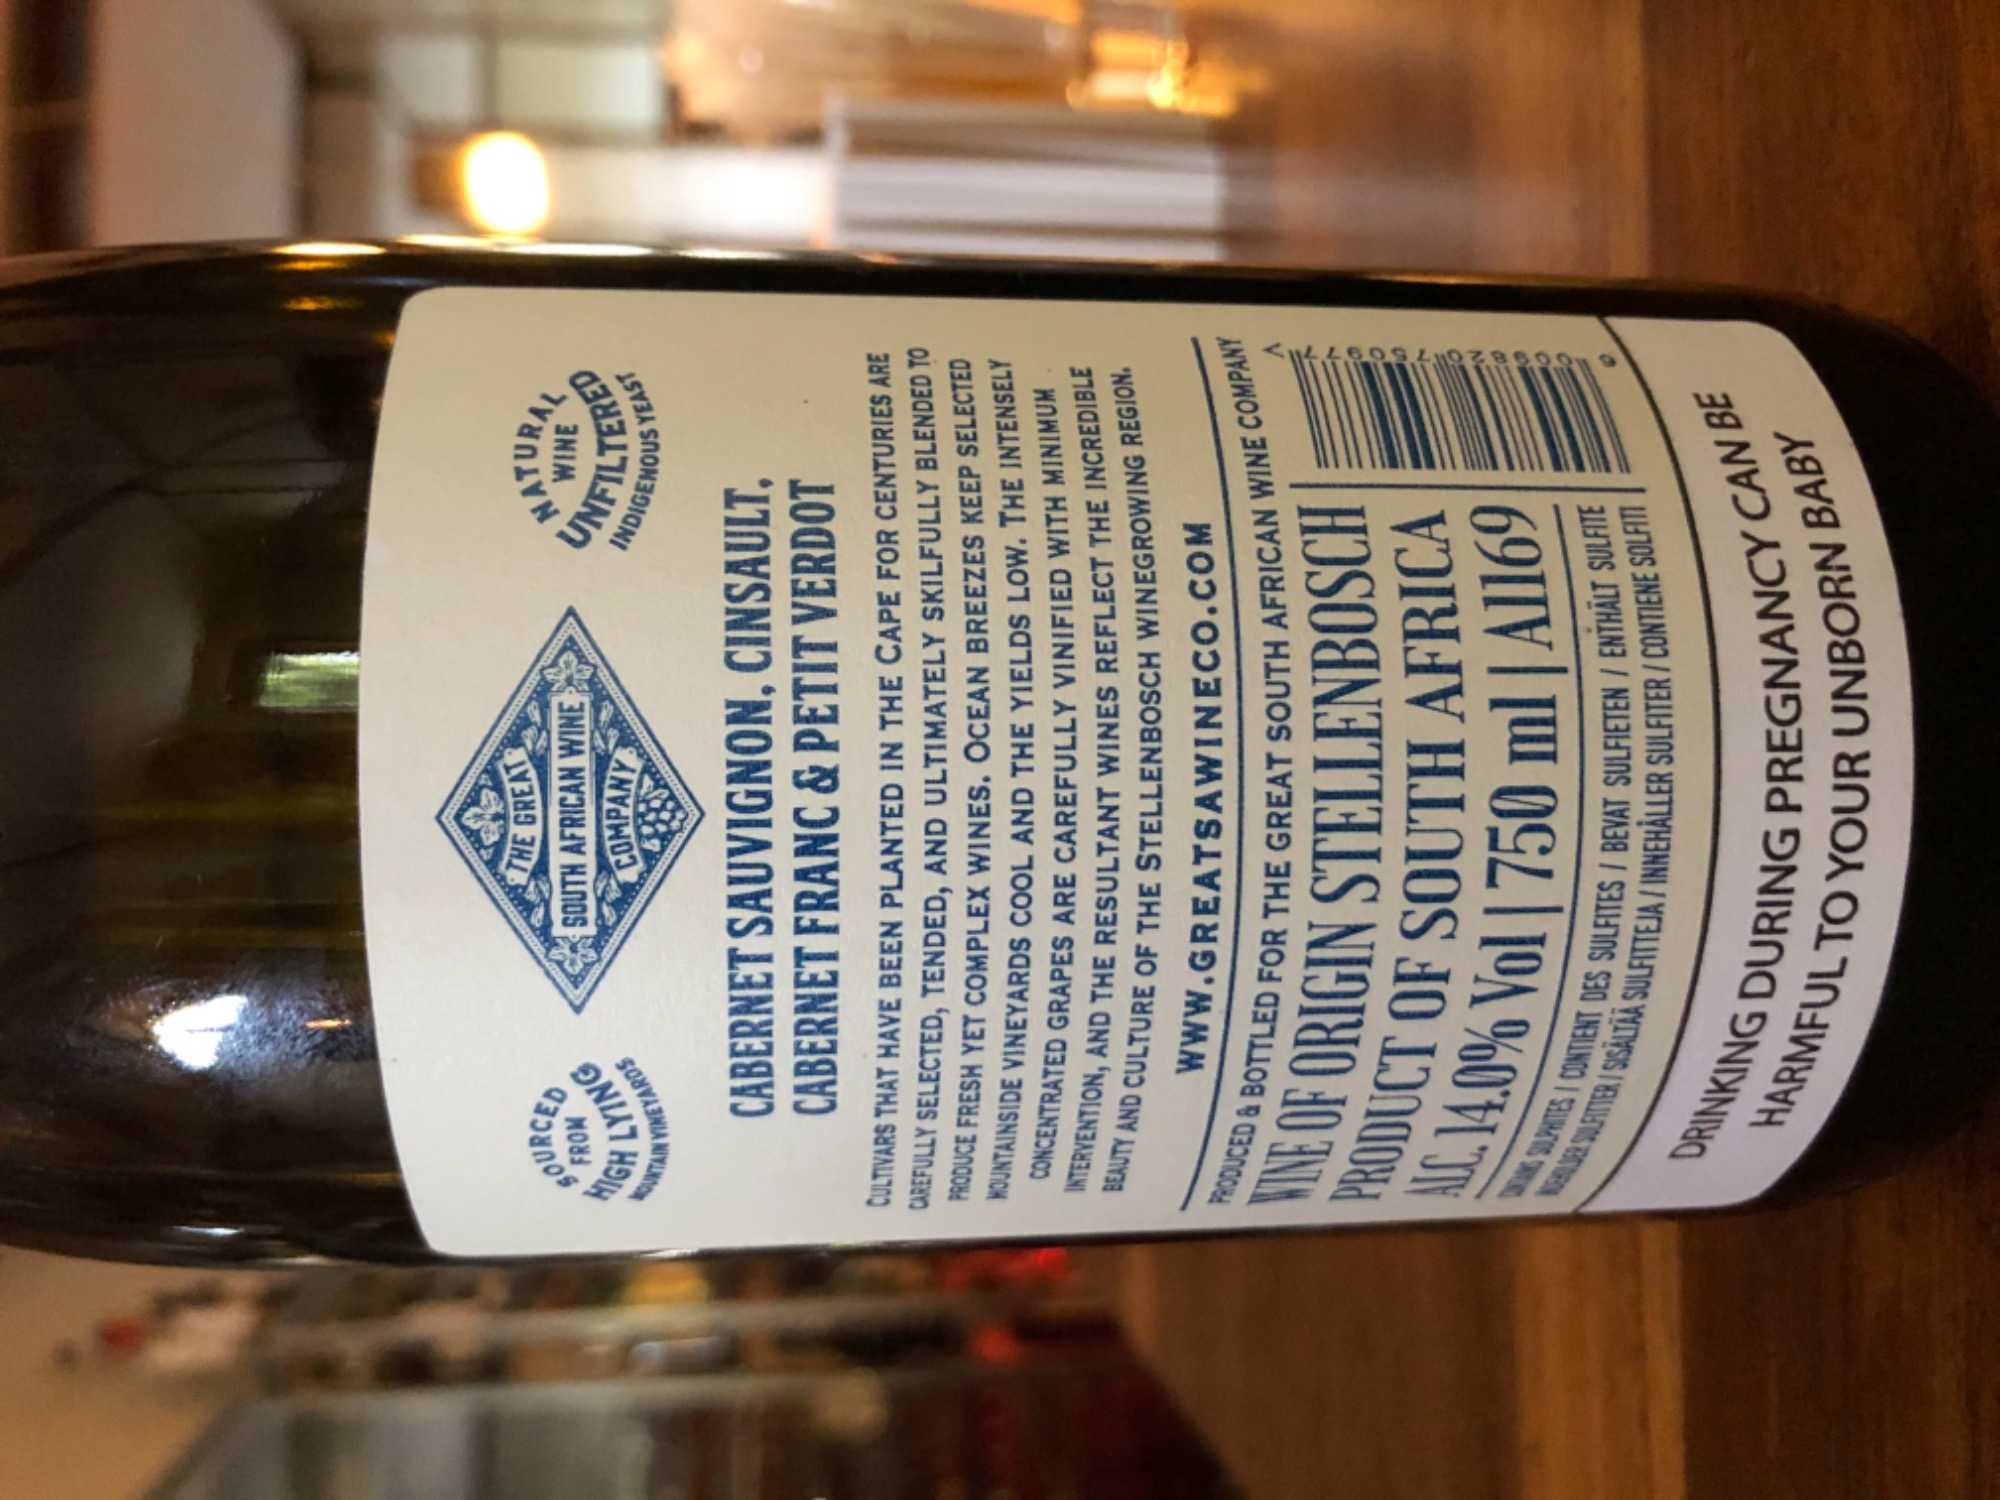 SOURCED
FROM
HIGH LYING
MOUNTAIN VINEYARDS
THE GREAT
SOUTH AFRICAN WINE
COMPANY
NATURAL
WINE
UNFILTERED
INDIGENOUS YEAST
CABERNET SAUVIGNON, CINSAULT,
CABERNET FRANC & PETIT VERDOT
CULTIVARS THAT HAVE BEEN PLANTED IN THE CAPE FOR CENTURIES ARE
CAREFULLY SELECTED, TENDED, AND ULTIMATELY SKILFULLY BLENDED TO
PRODUCE FRESH YET COMPLEX WINES. OCEAN BREEZES KEEP SELECTED
MOUNTAINSIDE VINEYARDS COOL AND THE YIELDS LOW. THE INTENSELY
CONCENTRATED GRAPES ARE CAREFULLY VINIFIED WITH MINIMUM
INTERVENTION, AND THE RESULTANT WINES REFLECT THE INCREDIBLE
BEAUTY AND CULTURE OF THE STELLENBOSCH WINEGROWING REGION.
WWW.GREATSAWINECO.COM
PRODUCED & BOTTLED FOR THE GREAT SOUTH AFRICAN WINE COMPANY
WINE OF ORIGIN STELLENBOSCH
PRODUCT OF SOUTH AFRICA
ALC. 14.0% Vol | 750 ml | A1169
CONTAINS SULPHITES / CONTIENT DES SULFITES / BEVAT SULFIETEN / ENTHÄLT SULFITE
INDEHOLDER SULFITTER / SISÄLTÄÄ SULFIITTEJA / INNEHÅLLER SULFITER / CONTIENE SOLFITI
DRINKING DURING PREGNANCY CAN BE
HARMFUL TO YOUR UNBORN BABY